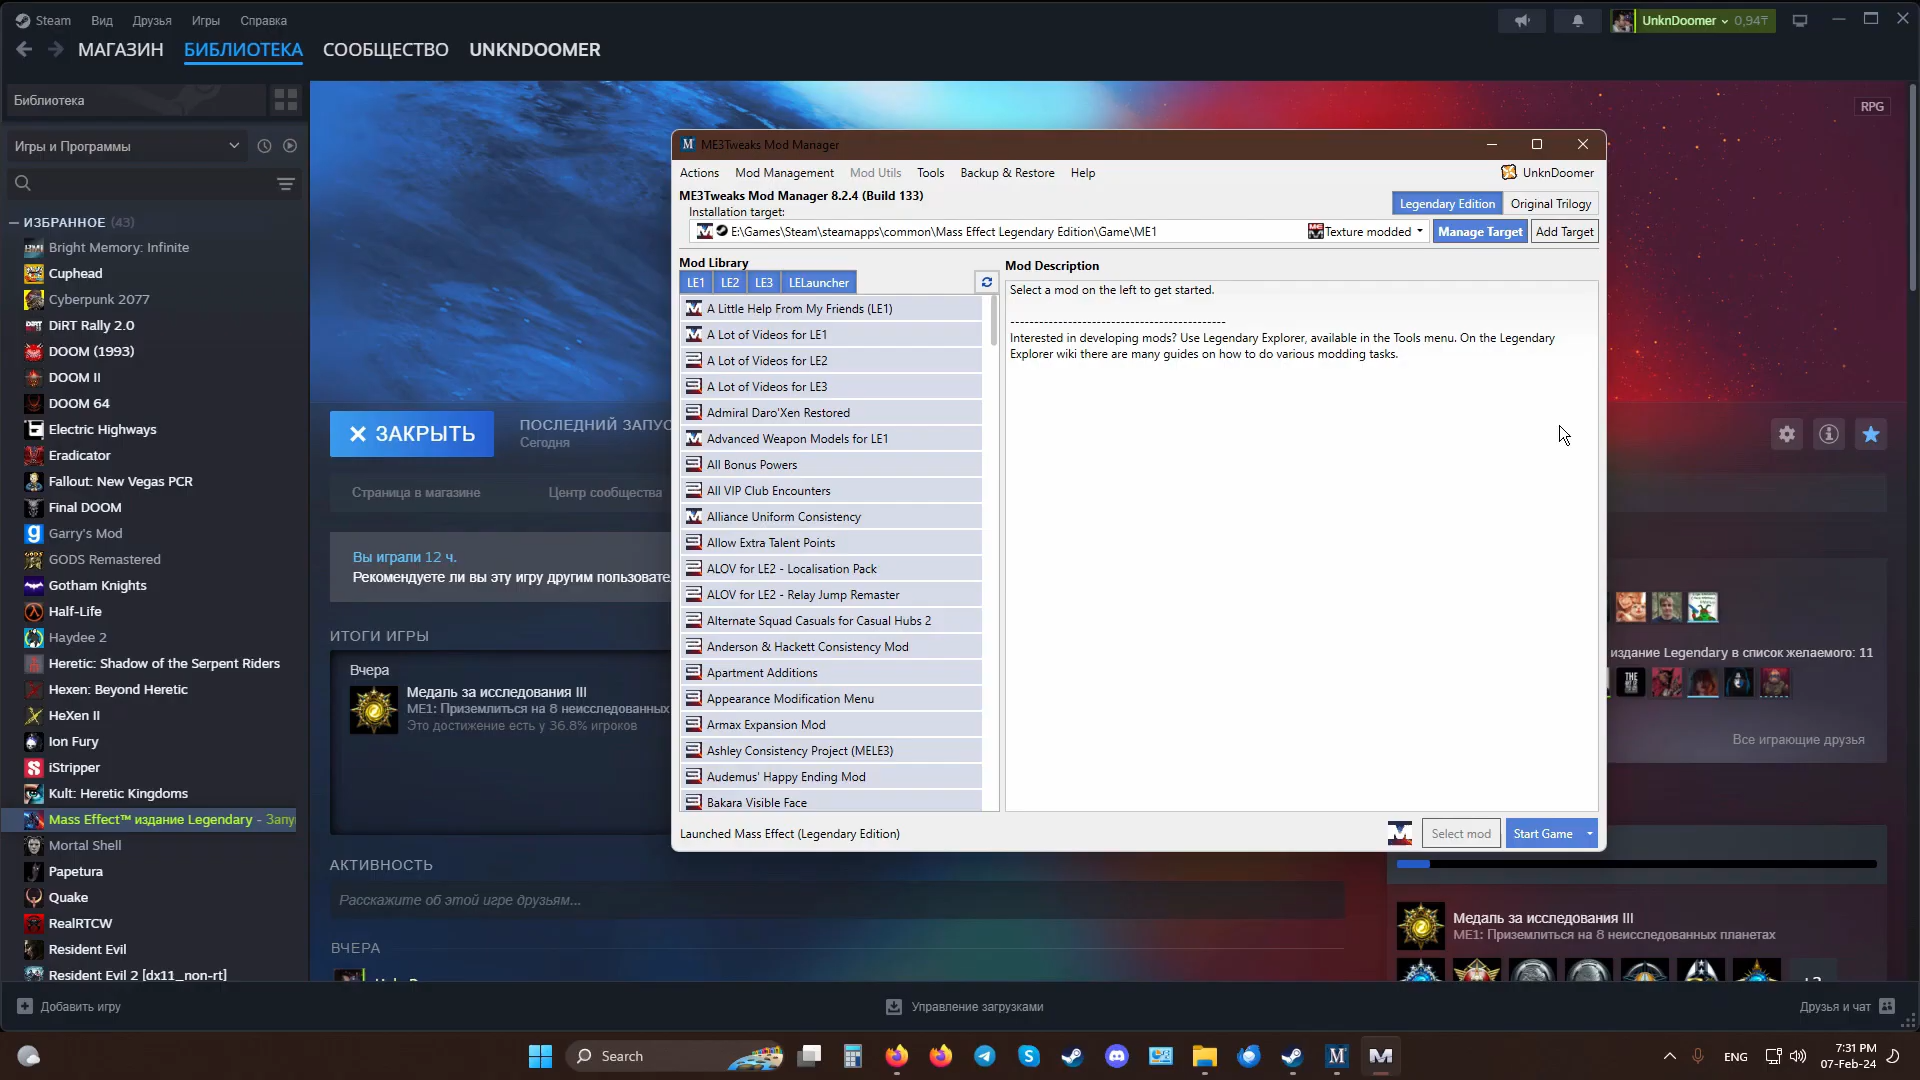 Steam Вид Друзья Игры Справка
UnknDoomer 0,94₸
МАГАЗИН БИБЛИОТЕКА СООБЩЕСТВО UNKNDOOMER
Библиотека
Игры и Программы
— ИЗБРАННОЕ (43)
Bright Memory: Infinite
Cuphead
Cyberpunk 2077
DiRT Rally 2.0
DOOM (1993)
DOOM II
DOOM 64
Electric Highways
Eradicator
Fallout: New Vegas PCR
Final DOOM
Garry's Mod
GODS Remastered
Gotham Knights
Half-Life
Haydee 2
Heretic: Shadow of the Serpent Riders
Hexen: Beyond Heretic
HeXen II
Ion Fury
iStripper
Kult: Heretic Kingdoms
Mass Effect™ издание Legendary - Запу
Mortal Shell
Papetura
Quake
RealRTCW
Resident Evil
Resident Evil 2 [dx11_non-rt]
RPG
ЗАКРЫТЬ
ПОСЛЕДНИЙ ЗАПУС
Сегодня
Страница в магазине Центр сообщества
Вы играли 12 ч.
Рекомендуете ли вы эту игру другим пользовате
ИТОГИ ИГРЫ
Вчера
Медаль за исследования III
ME1: Приземлиться на 8 неисследованных
Это достижение есть у 36.8% игроков
АКТИВНОСТЬ
Расскажите об этой игре друзьям...
ВЧЕРА
ME3Tweaks Mod Manager
Actions Mod Management Mod Utils Tools Backup & Restore Help UnknDoomer
ME3Tweaks Mod Manager 8.2.4 (Build 133)
Legendary Edition Original Trilogy
Installation target:
E:\Games\Steam\steamapps\common\Mass Effect Legendary Edition\Game\ME1 Texture modded Manage Target Add Target
Mod Library
LE1 LE2 LE3 LELauncher
A Little Help From My Friends (LE1)
A Lot of Videos for LE1
A Lot of Videos for LE2
A Lot of Videos for LE3
Admiral Daro'Xen Restored
Advanced Weapon Models for LE1
All Bonus Powers
All VIP Club Encounters
Alliance Uniform Consistency
Allow Extra Talent Points
ALOV for LE2 - Localisation Pack
ALOV for LE2 - Relay Jump Remaster
Alternate Squad Casuals for Casual Hubs 2
Anderson & Hackett Consistency Mod
Apartment Additions
Appearance Modification Menu
Armax Expansion Mod
Ashley Consistency Project (MELE3)
Audemus' Happy Ending Mod
Bakara Visible Face
Mod Description
Select a mod on the left to get started.
--------------------------------------------
Interested in developing mods? Use Legendary Explorer, available in the Tools menu. On the Legendary
Explorer wiki there are many guides on how to do various modding tasks.
Launched Mass Effect (Legendary Edition)
Select mod Start Game
издание Legendary в список желаемого: 11
Все играющие друзья
Медаль за исследования III
ME1: Приземлиться на 8 неисследованных планетах
Добавить игру
Управление загрузками
Друзья и чат
Search
ENG
7:31 PM
07-Feb-24